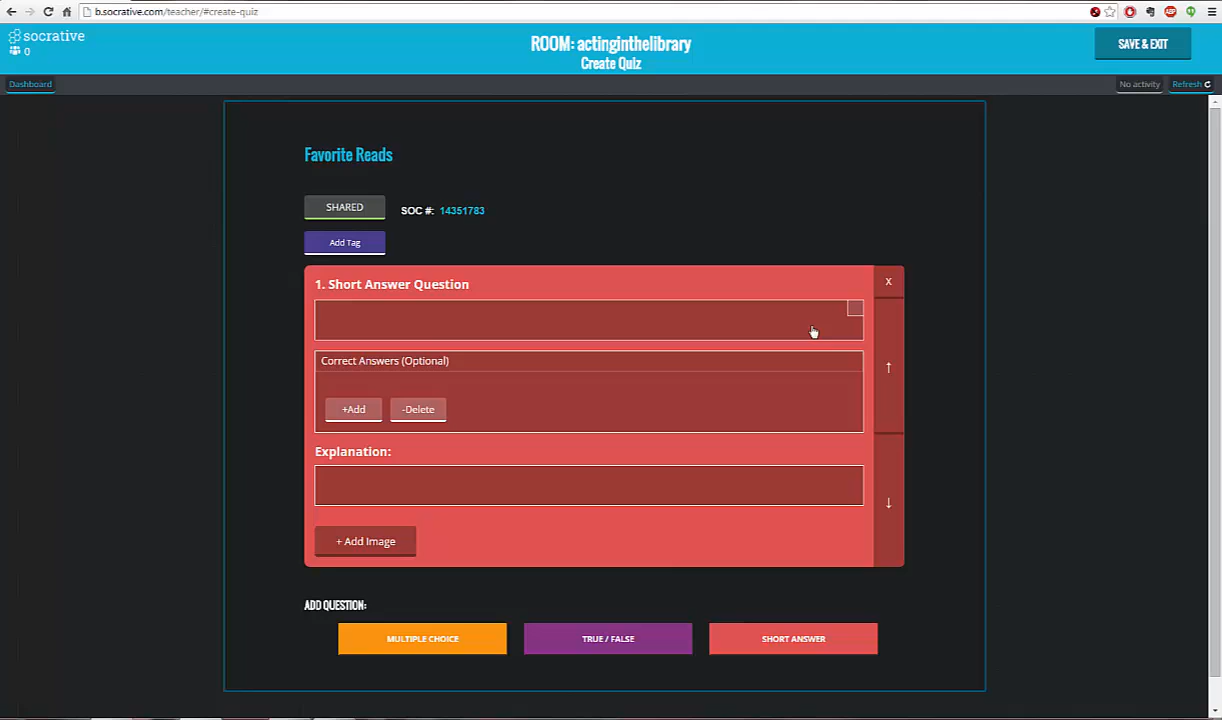 b.socrative.com/teacher/#create-quiz
ABP
socrative
0
ROOM: actinginthelibrary
Create Quiz
SAVE & EXIT
Dashboard
No activity
Refresh
Favorite Reads
SHARED
SOC #: 14351783
Add Tag
1. Short Answer Question
X
Correct Answers (Optional)
↑
+Add
-Delete
Explanation:
↓
+ Add Image
ADD QUESTION:
MULTIPLE CHOICE
TRUE / FALSE
SHORT ANSWER